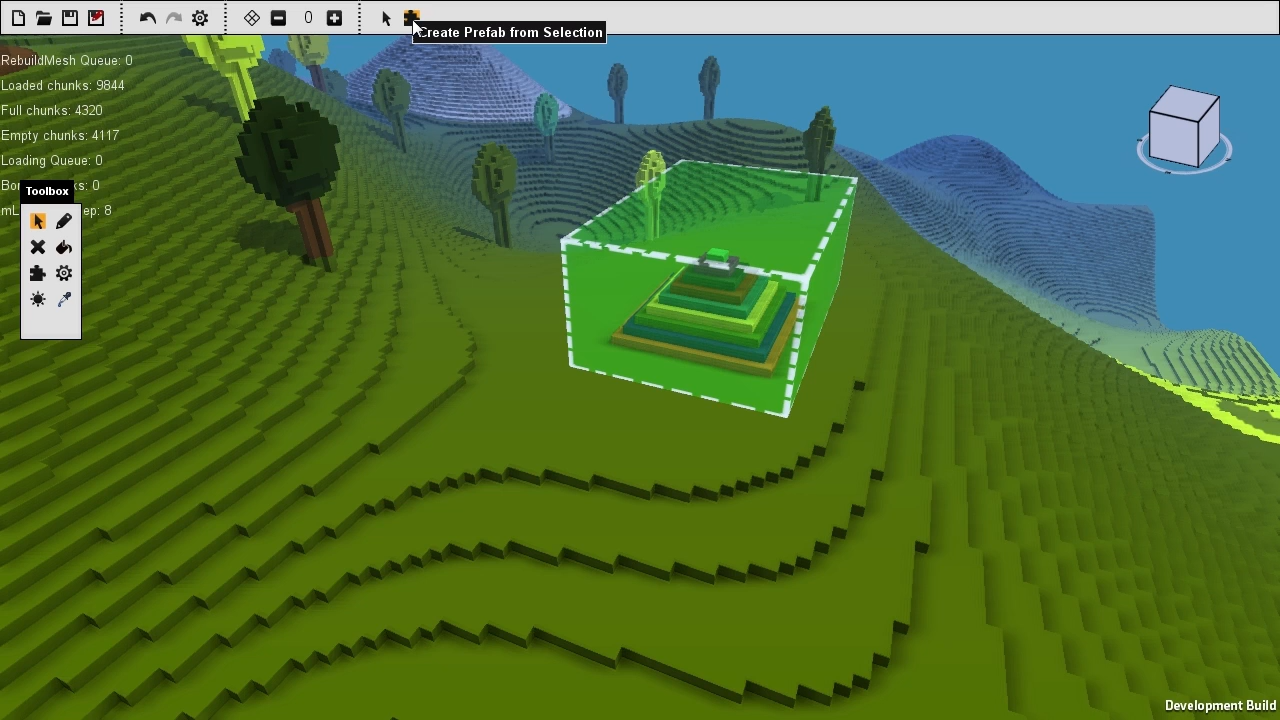 0
Create Prefab from Selection
RebuildMesh Queue: 0
Loaded chunks: 9844
Full chunks: 4320
Empty chunks: 4117
Loading Queue: 0
ks: 0
Toolbox
ep: 8
Development Build